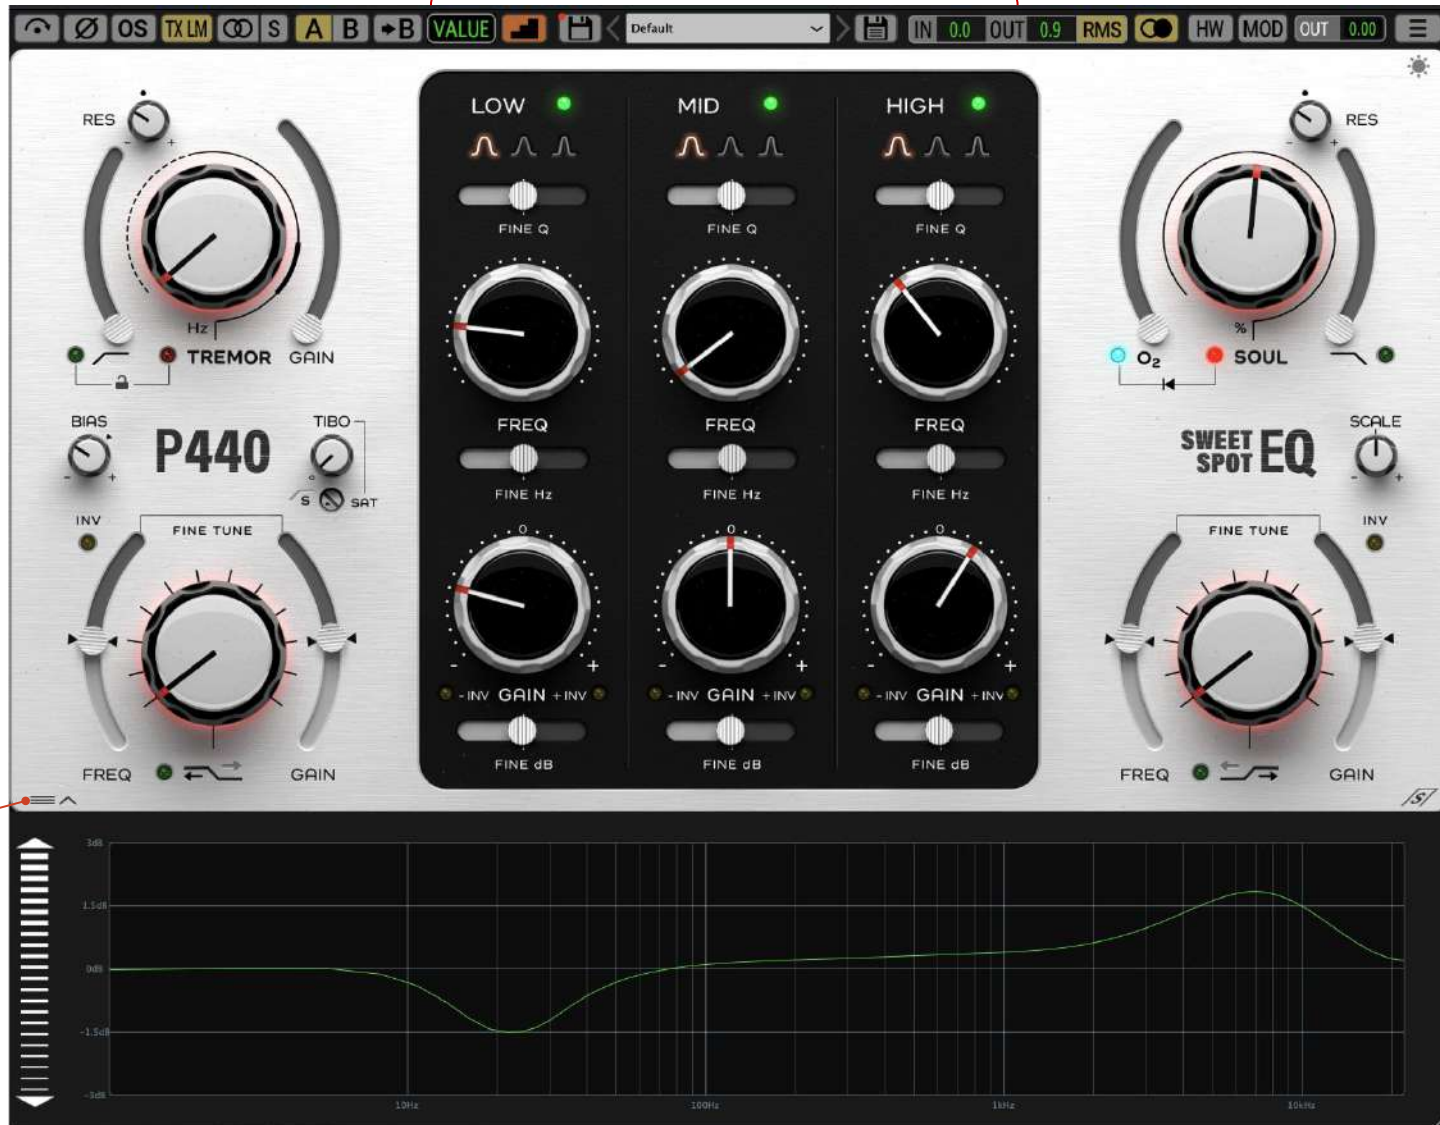 OS TX LM S A B B VALUE Default IN 0.0 OUT 0.9 RMS HW MOD OUT 0.00
LOW MID HIGH
RES RES
- + - +
FINE Q FINE Q FINE Q
Hz %
TREMOR GAIN O2 SOUL
BIAS TIBO FREQ FREQ FREQ SCALE
P440 SWEET SPOT EQ
- + - +
FINE Hz FINE Hz FINE Hz
S SAT
INV FINE TUNE 0 0 0 FINE TUNE INV
- + - + - +
- INV GAIN + INV - INV GAIN + INV - INV GAIN + INV
FINE dB FINE dB FINE dB
FREQ GAIN FREQ GAIN
S
3dB
1.5dB
0dB
-1.5dB
-3dB
10Hz 100Hz 1kHz 10kHz